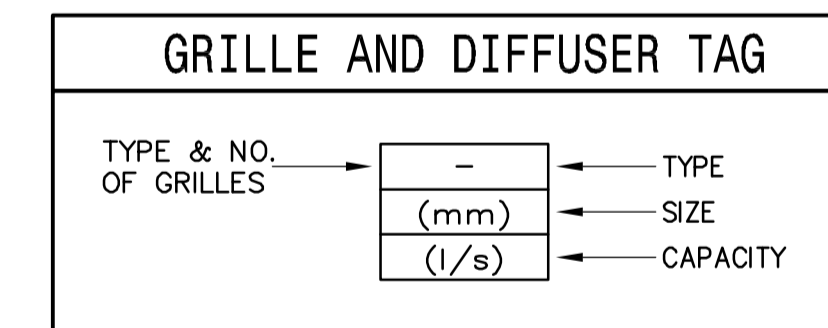 GRILLE AND DIFFUSER TAG
TYPE & NO.
OF GRILLES
-
TYPE
(mm)
SIZE
(l/s)
CAPACITY